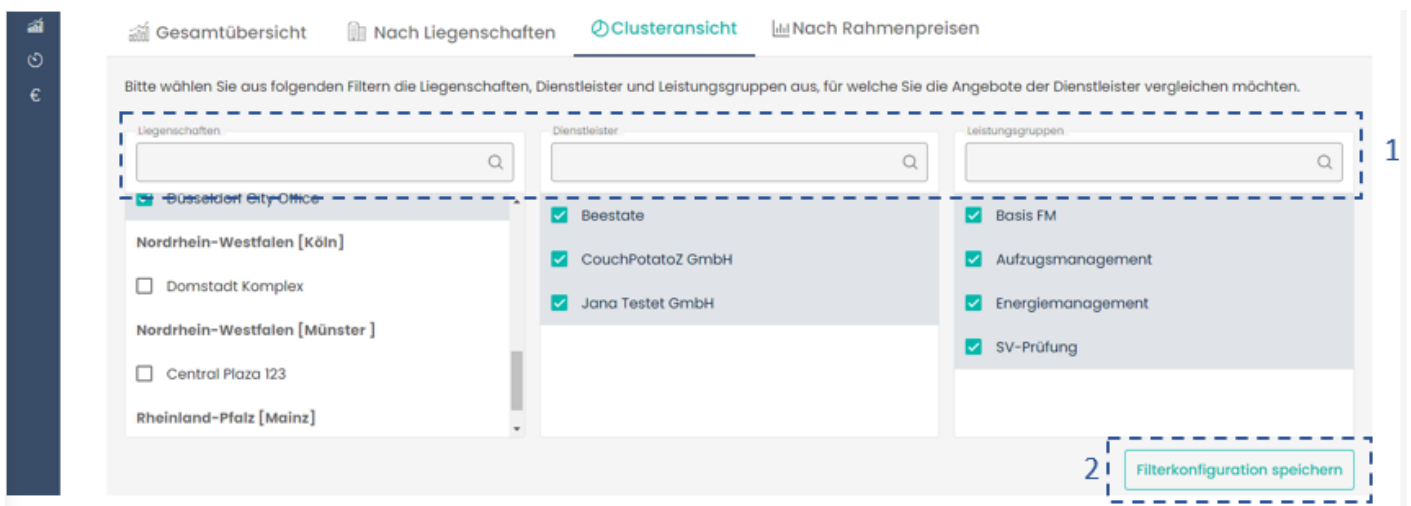 Gesamtübersicht
Nach Liegenschaften
Clusteransicht
Nach Rahmenpreisen
€
Bitte wählen Sie aus folgenden Filtern die Liegenschaften, Dienstleister und Leistungsgruppen aus, für welche Sie die Angebote der Dienstleister vergleichen möchten.
Liegenschaften
Dienstleister
Leistungsgruppen
1
Düsseldorf City Office
Nordrhein-Westfalen [Köln]
Domstadt Komplex
Nordrhein-Westfalen [Münster ]
Central Plaza 123
Rheinland-Pfalz [Mainz]
Beestate
CouchPotatoZ GmbH
Jana Testet GmbH
Basis FM
Aufzugsmanagement
Energiemanagement
SV-Prüfung
2
Filterkonfiguration speichern